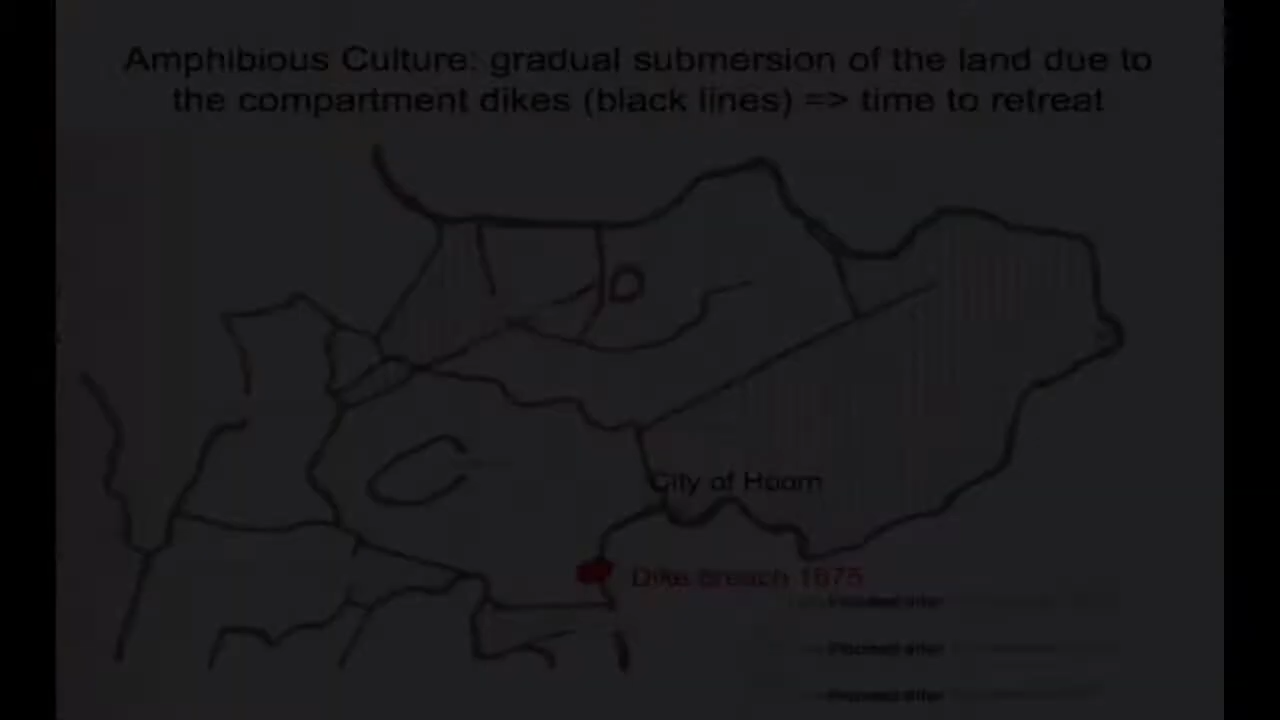 Amphibious Culture: gradual submersion of the land due to
the compartment dikes (black lines) => time to retreat
City of Hoorn
Dike breach 1675